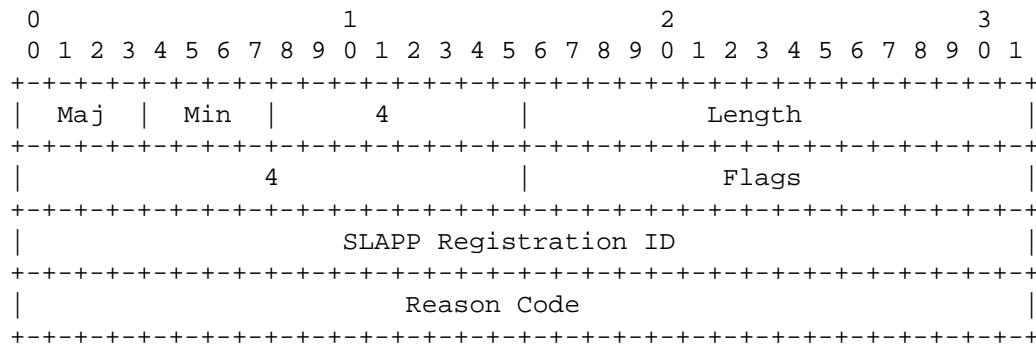 0                   1                   2                   3
 0 1 2 3 4 5 6 7 8 9 0 1 2 3 4 5 6 7 8 9 0 1 2 3 4 5 6 7 8 9 0 1
+-+-+-+-+-+-+-+-+-+-+-+-+-+-+-+-+-+-+-+-+-+-+-+-+-+-+-+-+-+-+-+-+
|  Maj  |  Min  |      4        |           Length              |
+-+-+-+-+-+-+-+-+-+-+-+-+-+-+-+-+-+-+-+-+-+-+-+-+-+-+-+-+-+-+-+-+
|               4               |            Flags              |
+-+-+-+-+-+-+-+-+-+-+-+-+-+-+-+-+-+-+-+-+-+-+-+-+-+-+-+-+-+-+-+-+
|                    SLAPP Registration ID                      |
+-+-+-+-+-+-+-+-+-+-+-+-+-+-+-+-+-+-+-+-+-+-+-+-+-+-+-+-+-+-+-+-+
|                        Reason Code                            |
+-+-+-+-+-+-+-+-+-+-+-+-+-+-+-+-+-+-+-+-+-+-+-+-+-+-+-+-+-+-+-+-+